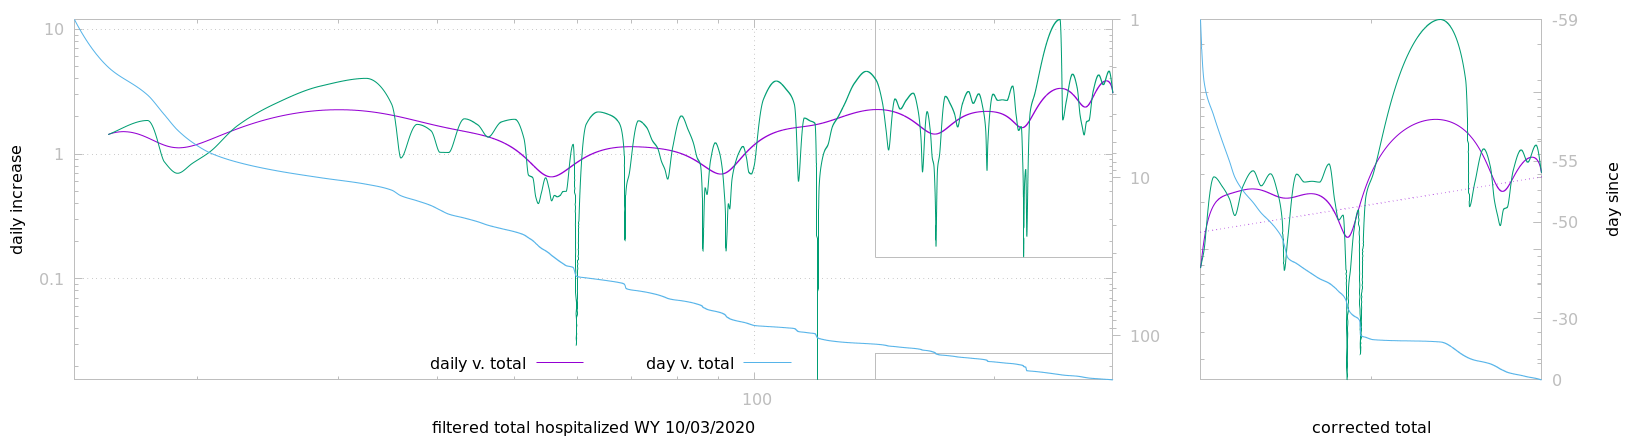 10
1
0.1
daily increase
daily v. total
day v. total
100
filtered total hospitalized WY 10/03/2020
1
10
100
-59
-55
-50
-30
0
day since
corrected total